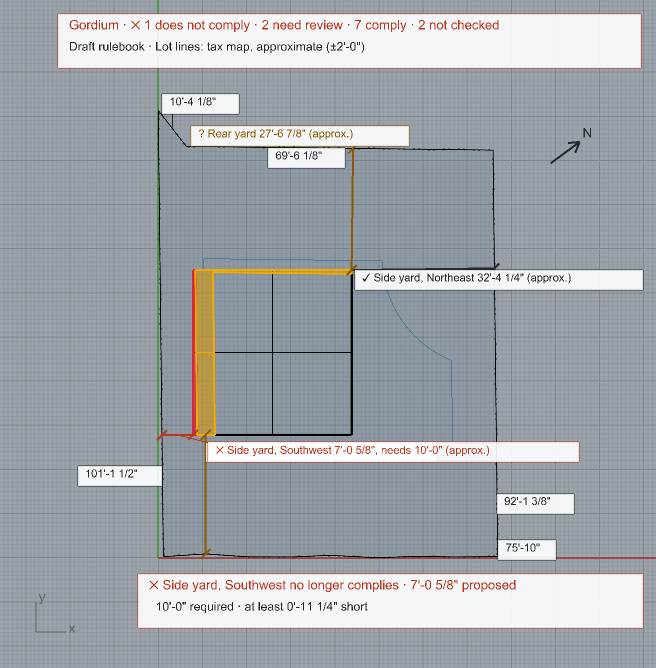 Gordium · ✕ 1 does not comply · 2 need review · 7 comply · 2 not checked
Draft rulebook · Lot lines: tax map, approximate (±2'-0")
10'-4 1/8"
? Rear yard 27'-6 7/8" (approx.)
N
69'-6 1/8"
✓ Side yard, Northeast 32'-4 1/4" (approx.)
✕ Side yard, Southwest 7'-0 5/8", needs 10'-0" (approx.)
101'-1 1/2"
92'-1 3/8"
75'-10"
✕ Side yard, Southwest no longer complies · 7'-0 5/8" proposed
10'-0" required · at least 0'-11 1/4" short
y
x